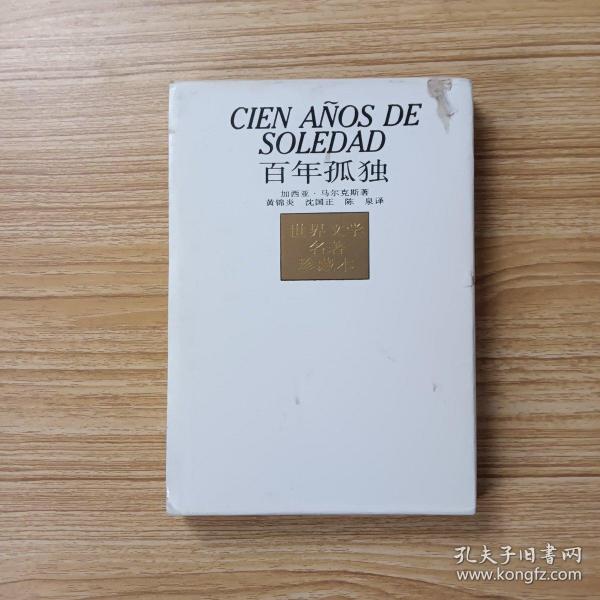 CIEN AÑOS DE
SOLEDAD
百年孤独
加西亚·马尔克斯著
黄锦炎 沈国正 陈 泉译
世界文学
名著
珍藏本
孔夫子旧书网
www.kongfz.com